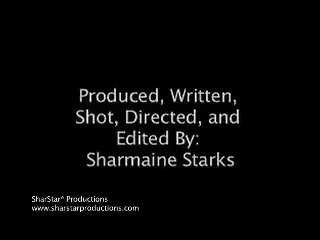 Produced, Written,
Shot, Directed, and
Edited By:
Sharmaine Starks
SharStar* Productions
www.sharstarproductions.com